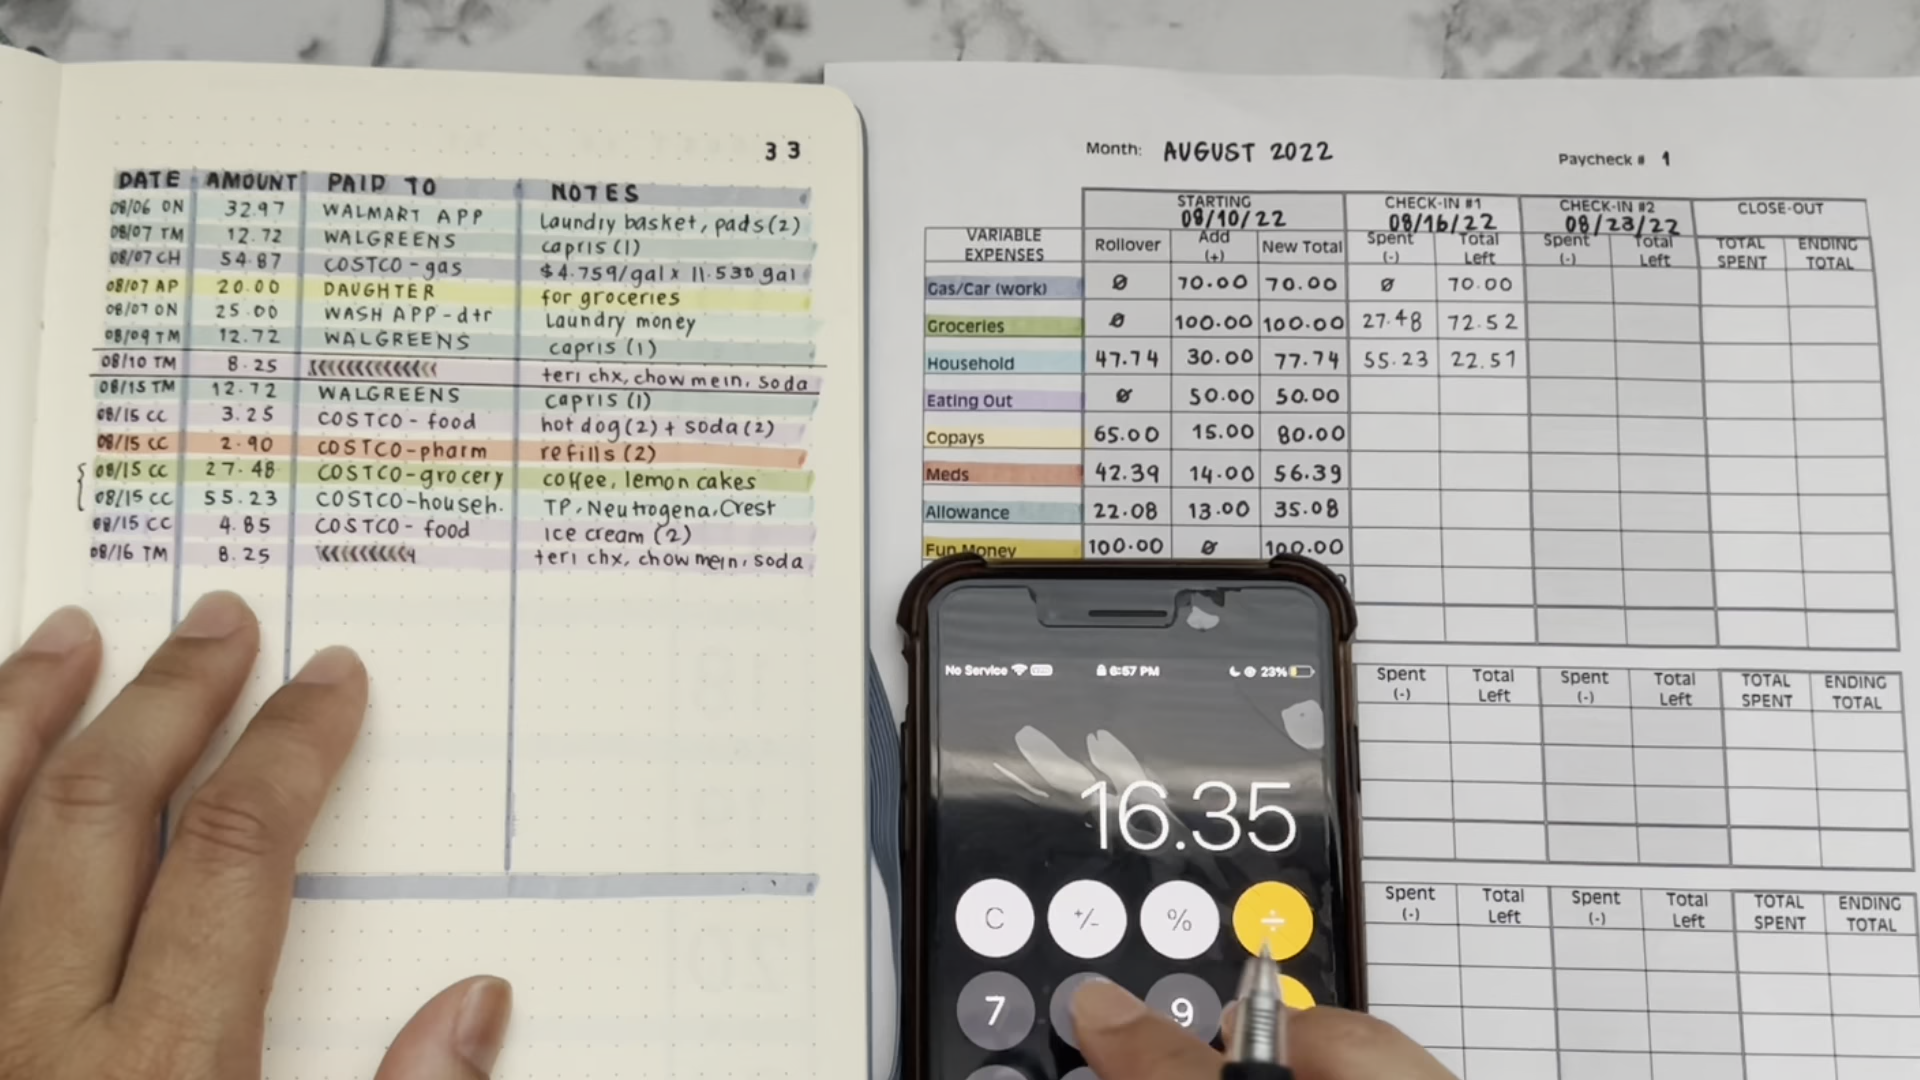 33
DATE AMOUNT PAID TO NOTES
08/06 ON 32.97 WALMART APP Laundry basket, pads(2)
08/07 TM 12.72 WALGREENS capris (1)
08/07 CH 54.87 COSTCO-gas $4.759/gal x 11.530 gal
08/07 AP 20.00 DAUGHTER for groceries
08/07 ON 25.00 WASH APP-dtr Laundry money
08/09 TM 12.72 WALGREENS capris (1)
08/10 TM 8.25 teri chx, chow mein, soda
08/15 TM 12.72 WALGREENS capris (1)
08/15 CC 3.25 COSTCO-food hot dog(2) + soda(2)
08/15 CC 2.90 COSTCO-pharm refills (2)
08/15 CC 27.48 COSTCO-grocery coffee, lemon cakes
08/15 CC 55.23 COSTCO-househ. TP, Neutrogena, Crest
08/15 CC 4.85 COSTCO-food ice cream (2)
08/16 TM 8.25 teri chx, chow mein, soda
Month: AUGUST 2022 Paycheck # 1
STARTING CHECK-IN #1 CHECK-IN #2 CLOSE-OUT
08/10/22 08/16/22 08/23/22
VARIABLE EXPENSES Rollover Add (+) New Total Spent (-) Total Left Spent (-) Total Left TOTAL SPENT ENDING TOTAL
Gas/Car (work) ∅ 70.00 70.00 ∅ 70.00
Groceries ∅ 100.00 100.00 27.48 72.52
Household 47.74 30.00 77.74 55.23 22.51
Eating Out ∅ 50.00 50.00
Copays 65.00 15.00 80.00
Meds 42.39 14.00 56.39
Allowance 22.08 13.00 35.08
Fun Money 100.00 ∅ 100.00
Spent (-) Total Left Spent (-) Total Left TOTAL SPENT ENDING TOTAL
Spent (-) Total Left Spent (-) Total Left TOTAL SPENT ENDING TOTAL
No Service 6:57 PM 23%
16.35
C +/- % ÷
7 9